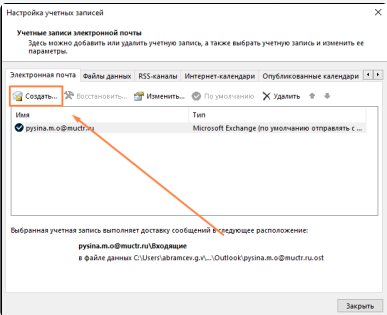 Настройка учетных записей
Учетные записи электронной почты
Здесь можно добавить или удалить учетную запись, а также выбрать учетную запись и изменить ее
параметры.
Электронная почта Файлы данных RSS-каналы Интернет-календари Опубликованные календари
Создать... Восстановить... Изменить... По умолчанию Удалить
Имя Тип
pysina.m.o@muctr.ru Microsoft Exchange (по умолчанию отправлять с ...
Выбранная учетная запись выполняет доставку сообщений в следующее расположение:
pysina.m.o@muctr.ru\Входящие
в файле данных C:\Users\abramcev.g.v\...\Outlook\pysina.m.o@muctr.ru.ost
Закрыть